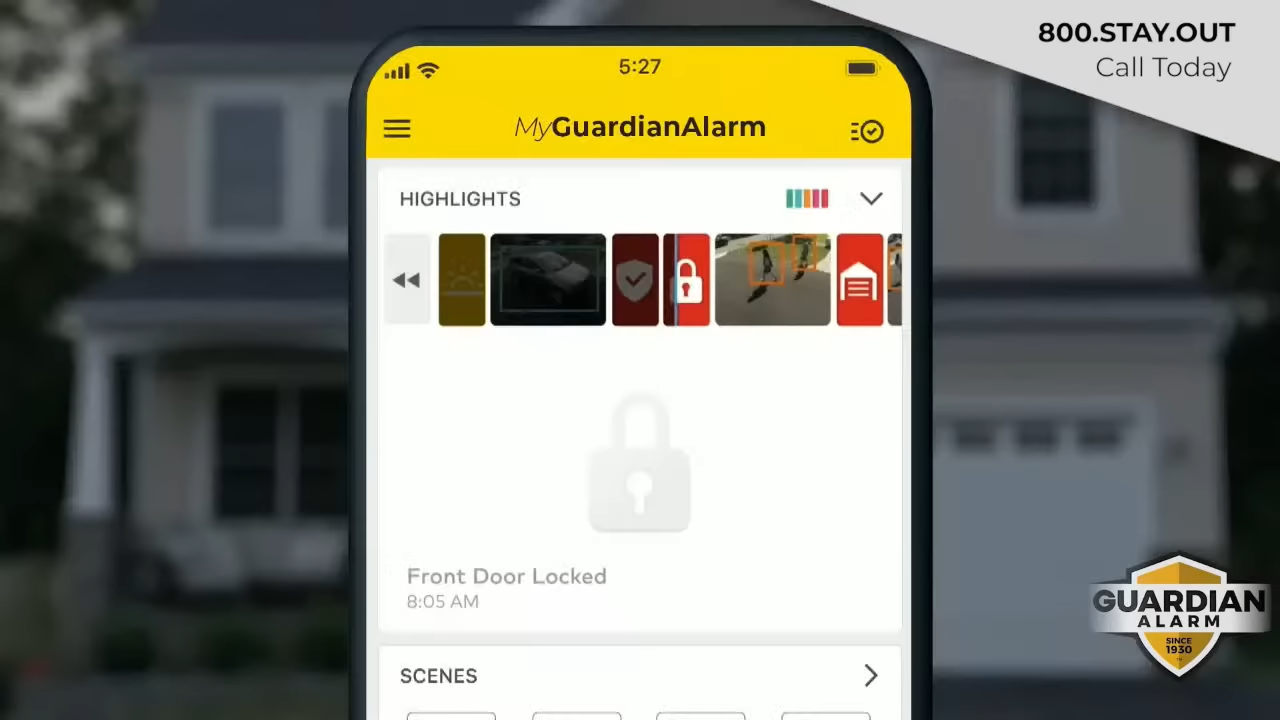 800.STAY.OUT
Call Today
5:27
MyGuardianAlarm
HIGHLIGHTS
Front Door Locked
8:05 AM
SCENES
GUARDIAN
ALARM
SINCE
1930